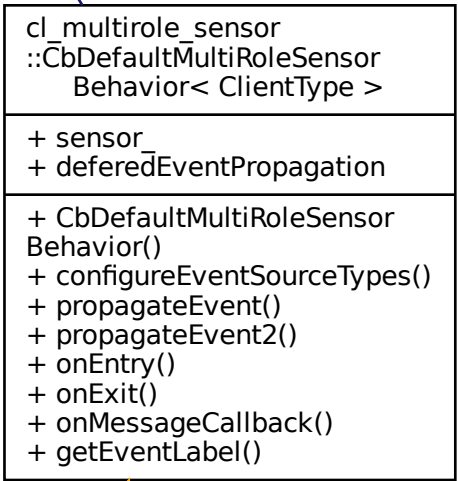 cl_multirole_sensor
::CbDefaultMultiRoleSensor
Behavior< ClientType >
+ sensor_
+ deferedEventPropagation
+ CbDefaultMultiRoleSensor
Behavior()
+ configureEventSourceTypes()
+ propagateEvent()
+ propagateEvent2()
+ onEntry()
+ onExit()
+ onMessageCallback()
+ getEventLabel()